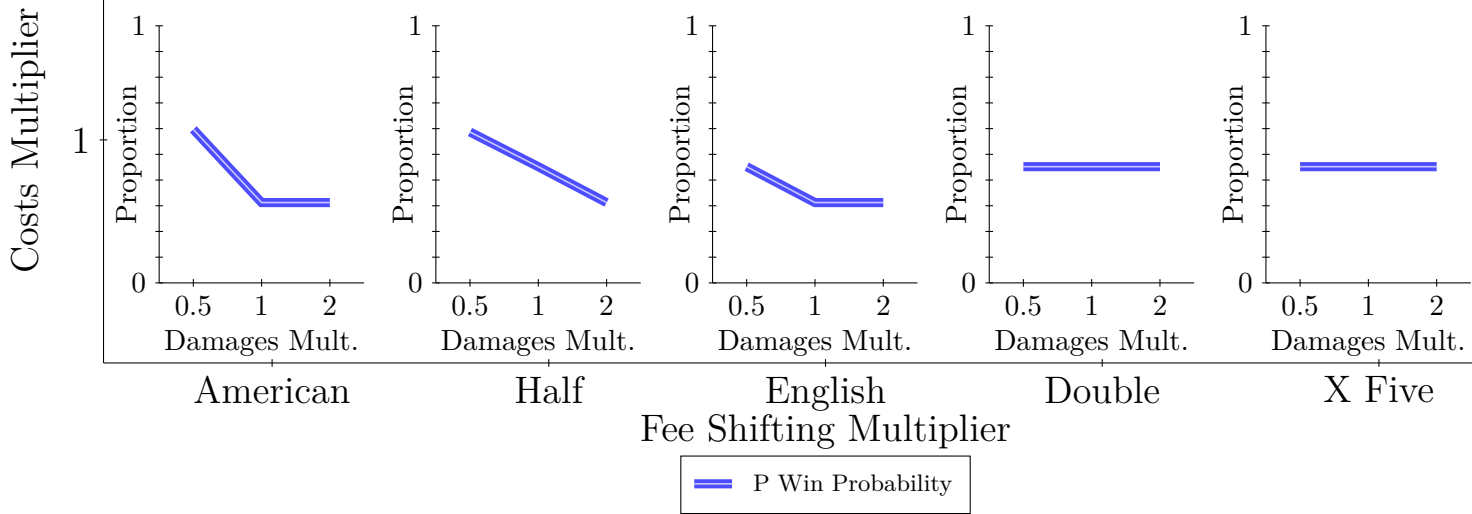 Costs Multiplier
1
1
Proportion
0
0.5 1 2
Damages Mult.
1
Proportion
0
0.5 1 2
Damages Mult.
1
Proportion
0
0.5 1 2
Damages Mult.
1
Proportion
0
0.5 1 2
Damages Mult.
1
Proportion
0
0.5 1 2
Damages Mult.
American Half English Double X Five
Fee Shifting Multiplier
P Win Probability